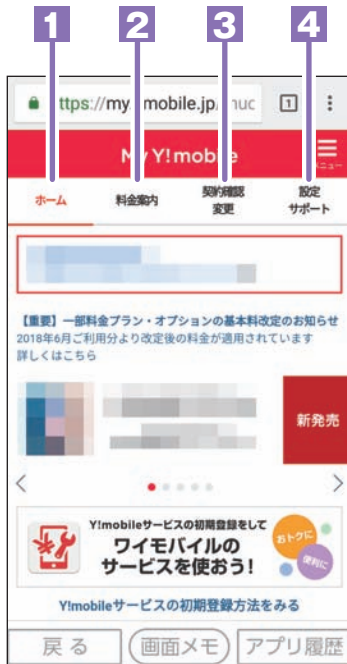 1 2 3 4
ttps://my. mobile.jp/muc 1
My Y!mobile
メニュー
ホーム 料金案内 契約確認 変更 設定 サポート
【重要】一部料金プラン・オプションの基本料改定のお知らせ
2018年6月ご利用分より改定後の料金が適用されています
詳しくはこちら
新発売
Y!mobileサービスの初期登録をして
ワイモバイルの
サービスを使おう!
おトクに
便利に
Y!mobileサービスの初期登録方法をみる
戻る 画面メモ アプリ履歴